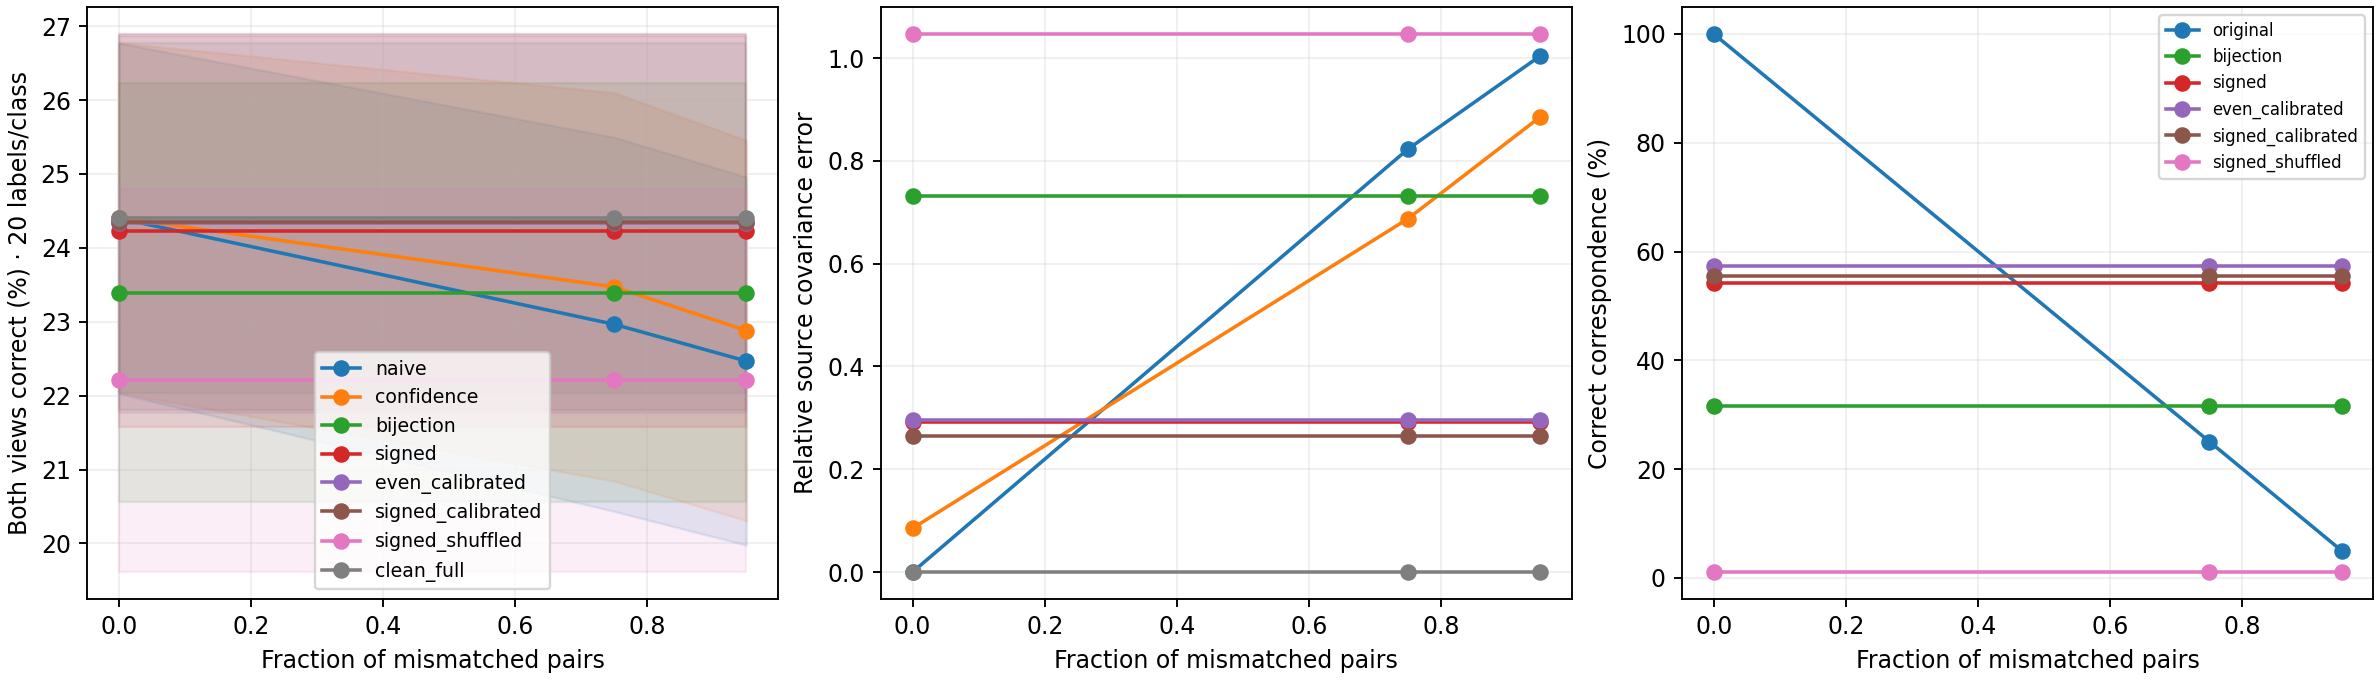 Both views correct (%) · 20 labels/class
27
26
25
24
23
22
21
20
0.0
0.2
0.4
0.6
0.8
Fraction of mismatched pairs
naive
confidence
bijection
signed
even_calibrated
signed_calibrated
signed_shuffled
clean_full
Relative source covariance error
1.0
0.8
0.6
0.4
0.2
0.0
0.0
0.2
0.4
0.6
0.8
Fraction of mismatched pairs
Correct correspondence (%)
100
80
60
40
20
0
0.0
0.2
0.4
0.6
0.8
Fraction of mismatched pairs
original
bijection
signed
even_calibrated
signed_calibrated
signed_shuffled